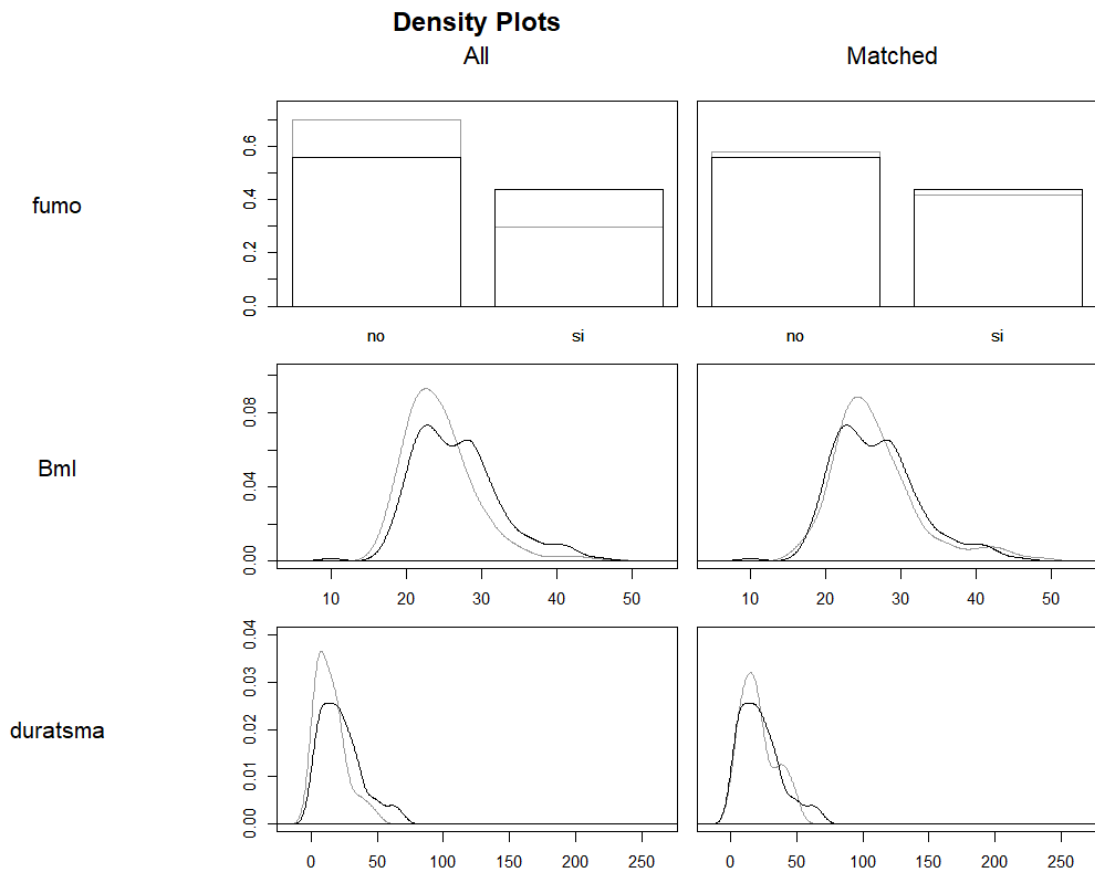 Density Plots
All Matched
fumo
0.0 0.2 0.4 0.6
no si no si
BmI
0.00 0.04 0.08
10 20 30 40 50 10 20 30 40 50
duratsma
0.00 0.01 0.02 0.03 0.04
0 50 100 150 200 250 0 50 100 150 200 250